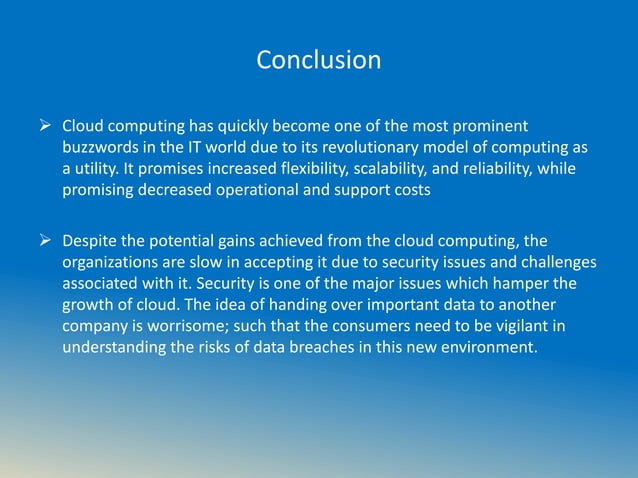 Conclusion
➢ Cloud computing has quickly become one of the most prominent
buzzwords in the IT world due to its revolutionary model of computing as
a utility. It promises increased flexibility, scalability, and reliability, while
promising decreased operational and support costs
➢ Despite the potential gains achieved from the cloud computing, the
organizations are slow in accepting it due to security issues and challenges
associated with it. Security is one of the major issues which hamper the
growth of cloud. The idea of handing over important data to another
company is worrisome; such that the consumers need to be vigilant in
understanding the risks of data breaches in this new environment.